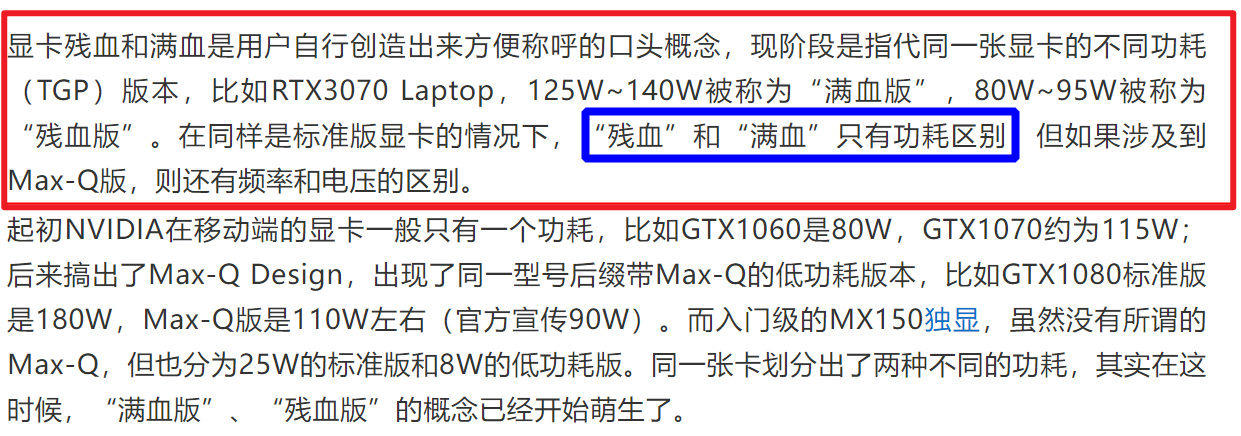 显卡残血和满血是用户自行创造出来方便称呼的口头概念，现阶段是指代同一张显卡的不同功耗
（TGP）版本，比如RTX3070 Laptop，125W~140W被称为“满血版”，80W~95W被称为
“残血版”。在同样是标准版显卡的情况下，“残血”和“满血”只有功耗区别 但如果涉及到
Max-Q版，则还有频率和电压的区别。
起初NVIDIA在移动端的显卡一般只有一个功耗，比如GTX1060是80W，GTX1070约为115W；
后来搞出了Max-Q Design，出现了同一型号后缀带Max-Q的低功耗版本，比如GTX1080标准版
是180W，Max-Q版是110W左右（官方宣传90W）。而入门级的MX150独显，虽然没有所谓的
Max-Q，但也分为25W的标准版和8W的低功耗版。同一张卡划分出了两种不同的功耗，其实在这
时候，“满血版”、“残血版”的概念已经开始萌生了。